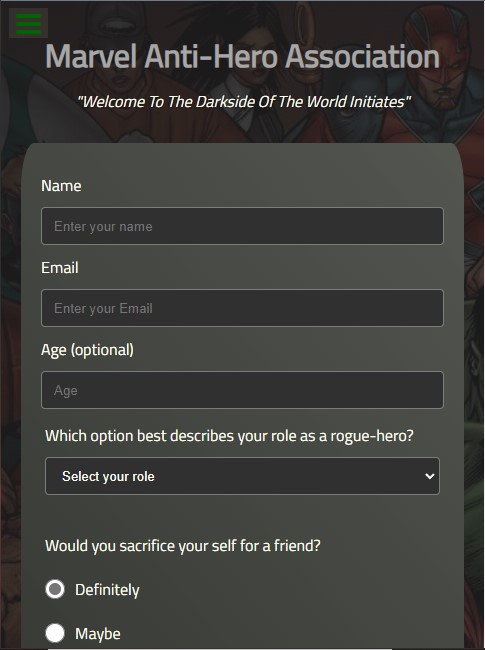 Marvel Anti-Hero Association
"Welcome To The Darkside Of The World Initiates"
Name
Enter your name
Email
Enter your Email
Age (optional)
Age
Which option best describes your role as a rogue-hero?
Select your role
Would you sacrifice your self for a friend?
Definitely
Maybe